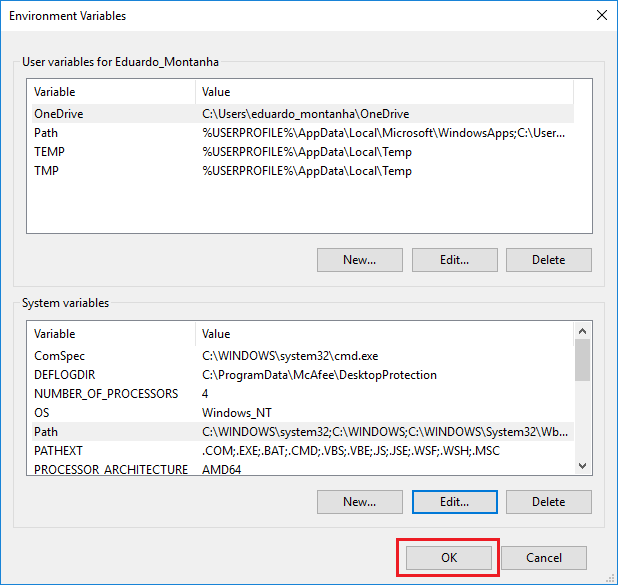 Environment Variables
User variables for Eduardo_Montanha
Variable Value
OneDrive C:\Users\eduardo_montanha\OneDrive
Path %USERPROFILE%\AppData\Local\Microsoft\WindowsApps;C:\User...
TEMP %USERPROFILE%\AppData\Local\Temp
TMP %USERPROFILE%\AppData\Local\Temp
New... Edit... Delete
System variables
Variable Value
ComSpec C:\WINDOWS\system32\cmd.exe
DEFLOGDIR C:\ProgramData\McAfee\DesktopProtection
NUMBER_OF_PROCESSORS 4
OS Windows_NT
Path C:\WINDOWS\system32;C:\WINDOWS;C:\WINDOWS\System32\Wb...
PATHEXT .COM;.EXE;.BAT;.CMD;.VBS;.VBE;.JS;.JSE;.WSF;.WSH;.MSC
PROCESSOR_ARCHITECTURE AMD64
New... Edit... Delete
OK Cancel